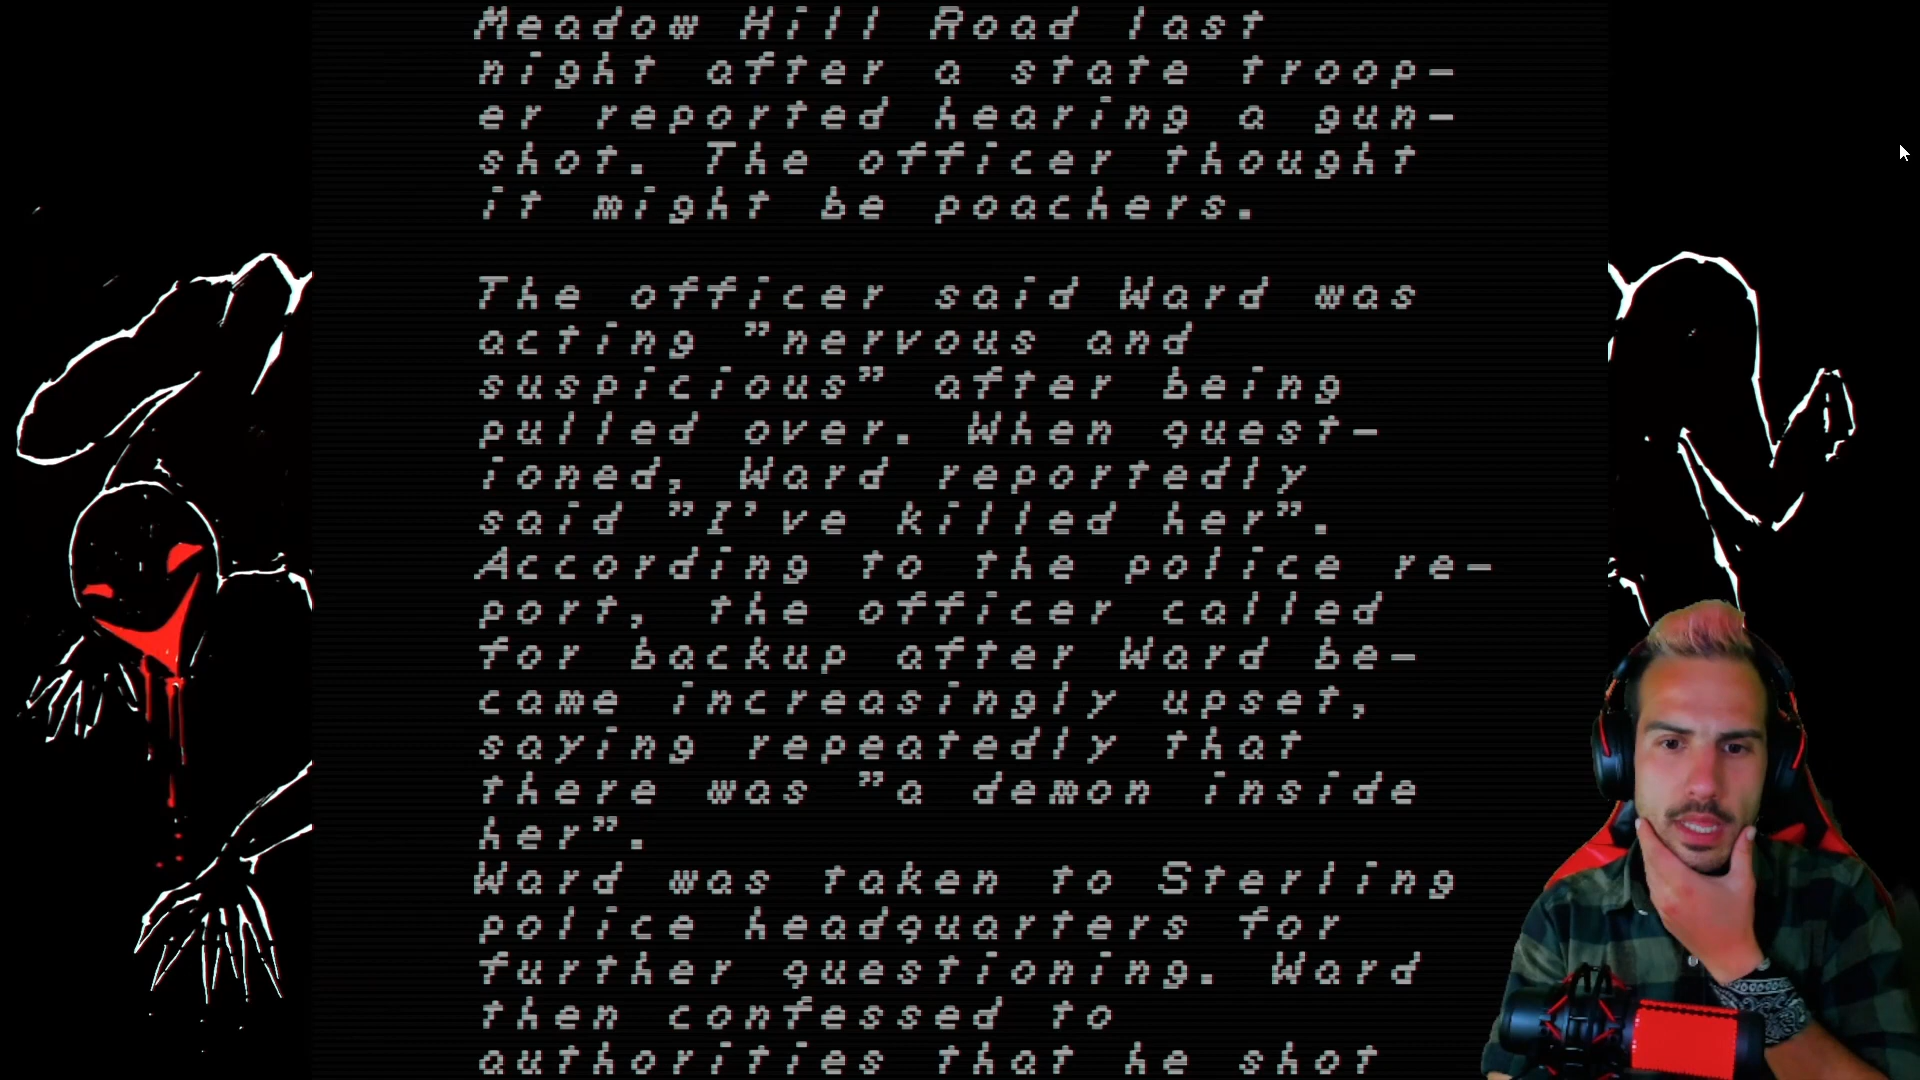 Meadow Hill Road last
night after a state troop-
er reported hearing a gun-
shot. The officer thought
it might be poachers.
The officer said Ward was
acting "nervous and
suspicious" after being
pulled over. When quest-
ioned, Ward reportedly
said "I've killed her".
According to the police re-
port, the officer called
for backup after Ward be-
came increasingly upset,
saying repeatedly that
there was "a demon inside
her".
Ward was taken to Sterling
police headquarters for
further questioning. Ward
then confessed to
authorities that he shot